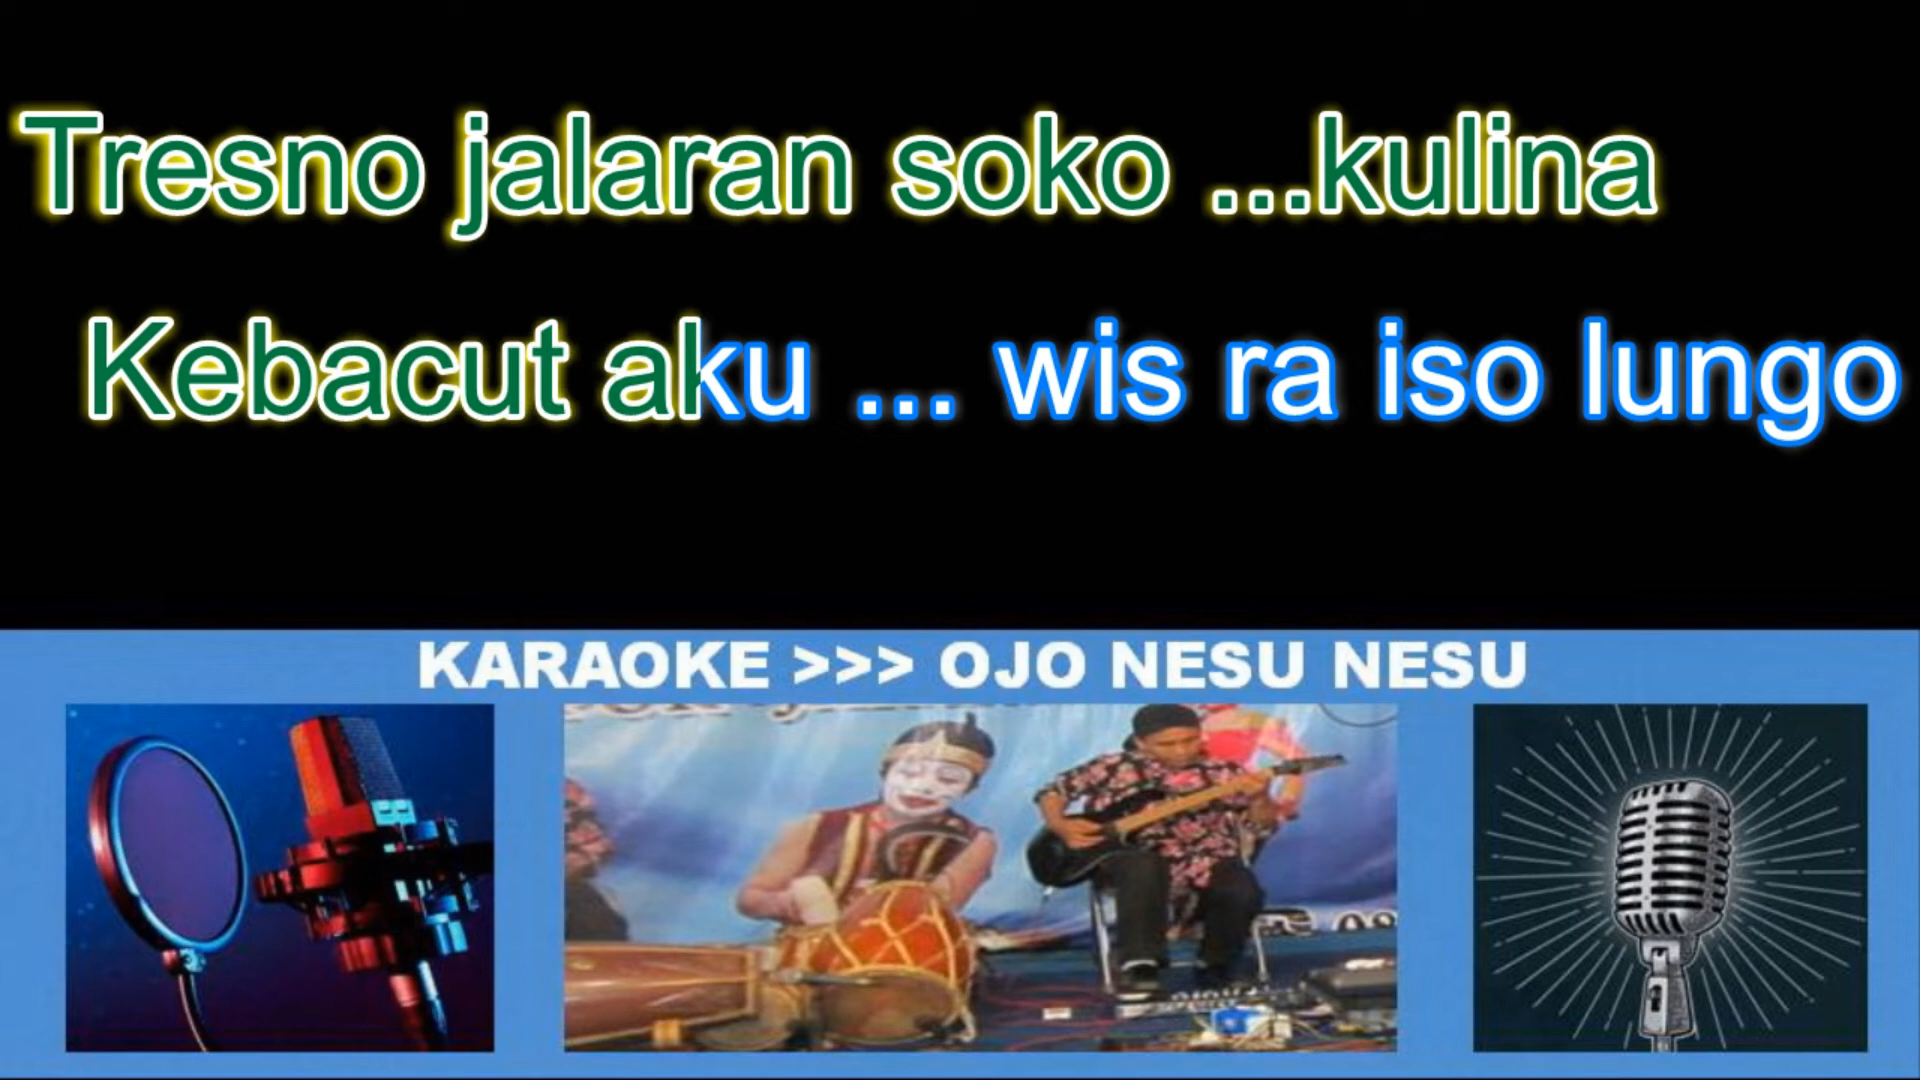 Tresno jalaran soko ...kulina
Kebacut aku ... wis ra iso lungo
KARAOKE >>> OJO NESU NESU